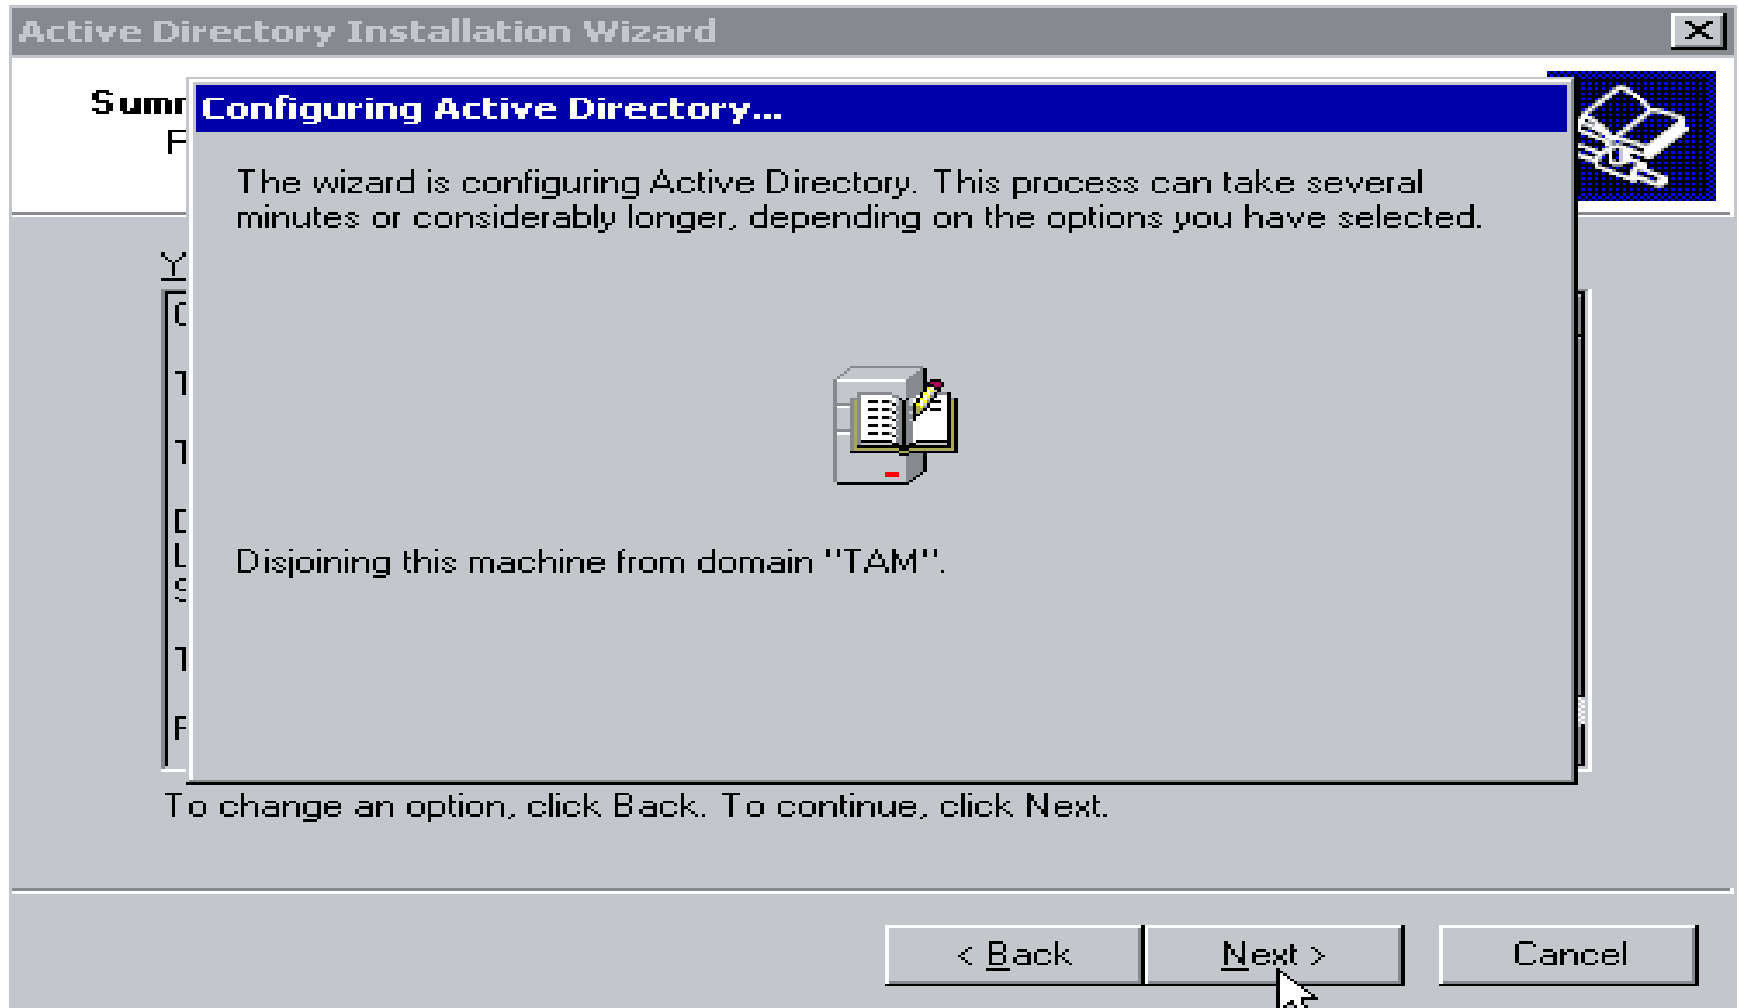 Active Directory Installation Wizard
Configuring Active Directory...
The wizard is configuring Active Directory. This process can take several
minutes or considerably longer, depending on the options you have selected.
Disjoining this machine from domain "TAM".
To change an option, click Back. To continue, click Next.
< Back
Next >
Cancel